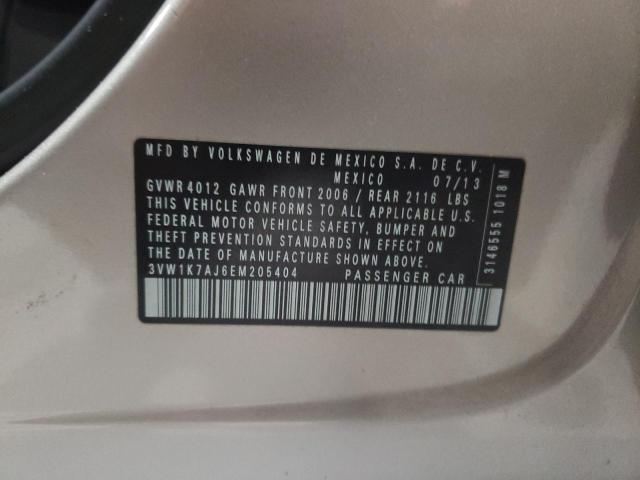 MFD BY VOLKSWAGEN DE MEXICO S.A. DE C.V.
MEXICO 07/13
GVWR 4012 GAWR FRONT 2006 / REAR 2116 LBS
THIS VEHICLE CONFORMS TO ALL APPLICABLE U.S.
FEDERAL MOTOR VEHICLE SAFETY, BUMPER AND
THEFT PREVENTION STANDARDS IN EFFECT ON
THE DATE OF MANUFACTURE SHOWN ABOVE.
3VW1K7AJ6EM205404 PASSENGER CAR
3146555 1018 M